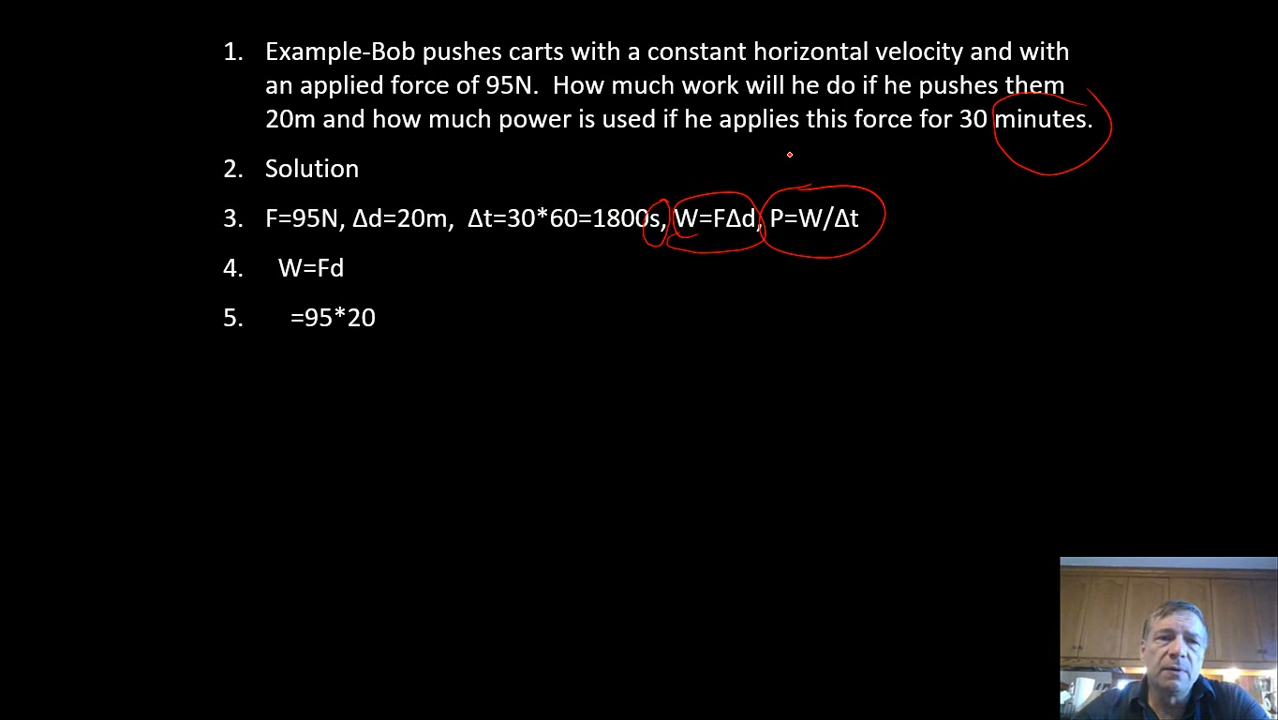 1. Example-Bob pushes carts with a constant horizontal velocity and with
an applied force of 95N. How much work will he do if he pushes them
20m and how much power is used if he applies this force for 30 minutes.
2. Solution
3. F=95N, Δd=20m, Δt=30*60=1800s, W=FΔd, P=W/Δt
4. W=Fd
5. =95*20